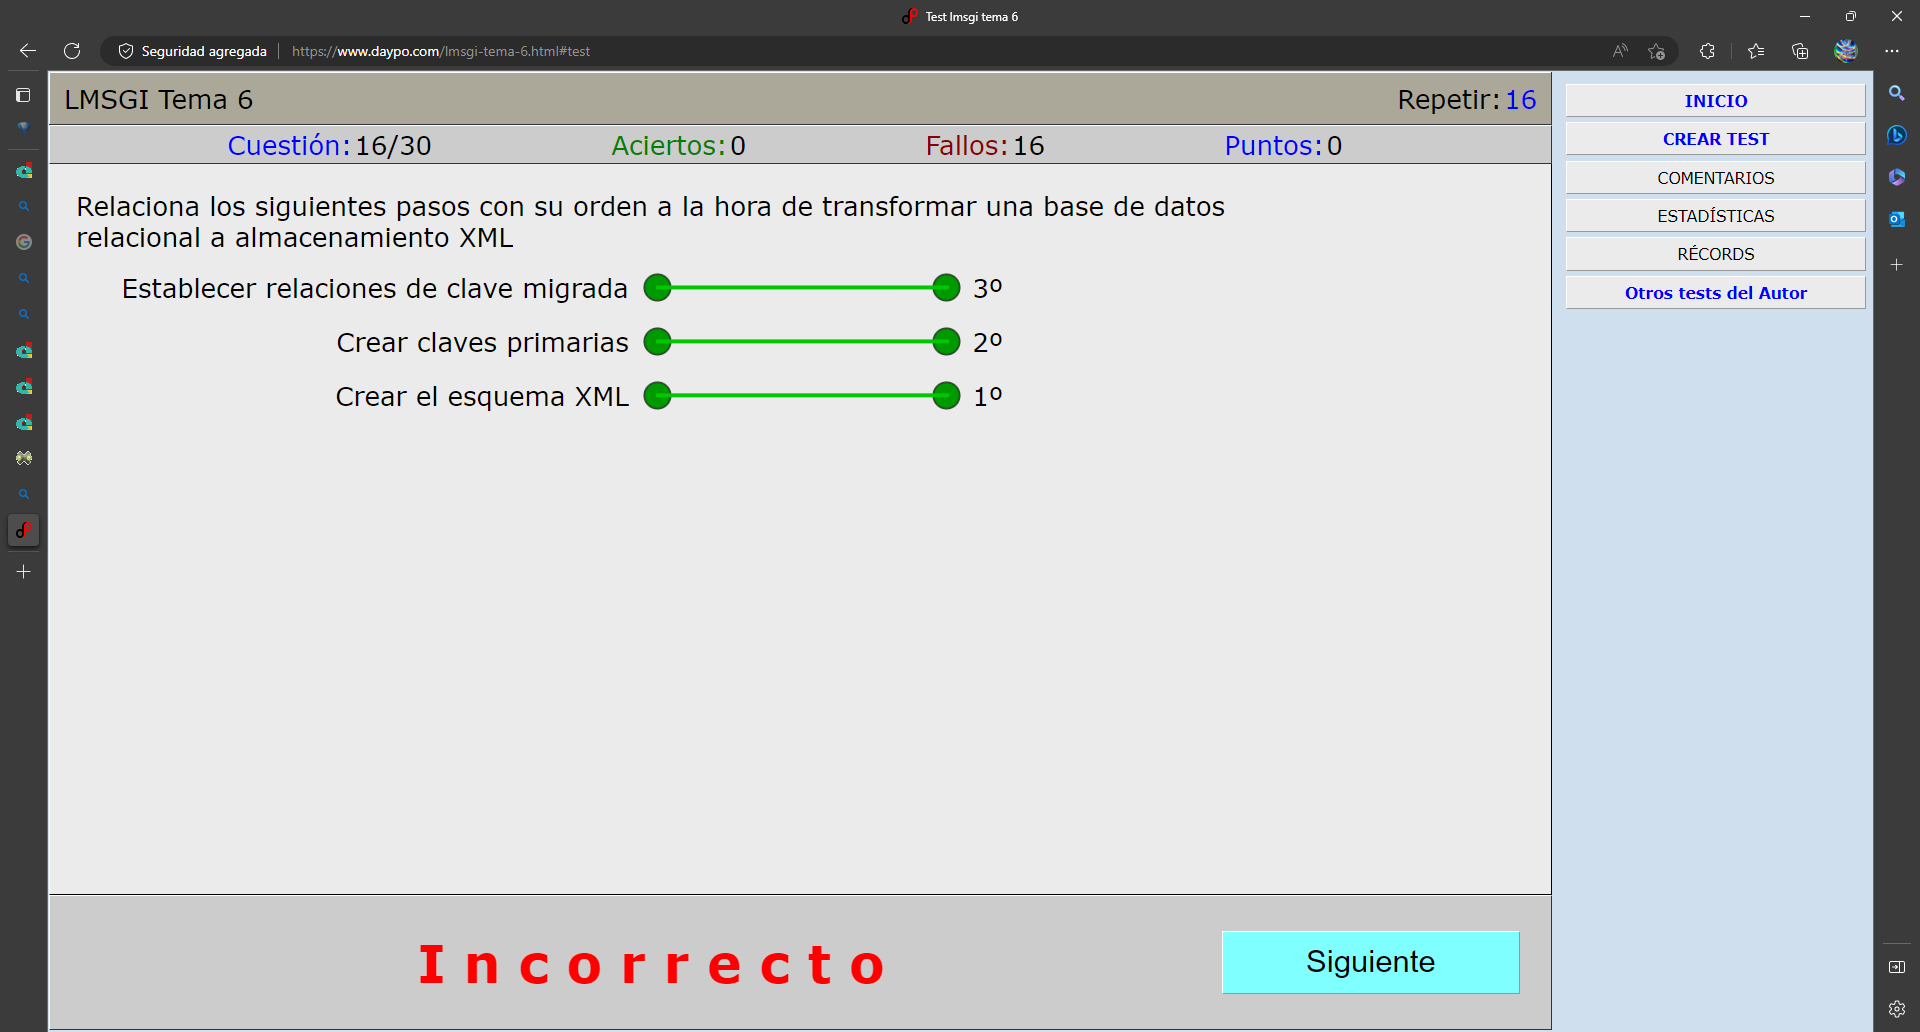 Test lmsgi tema 6
Seguridad agregada
https://www.daypo.com/lmsgi-tema-6.html#test
LMSGI Tema 6
Repetir:16
Cuestión:16/30
Aciertos:0
Fallos:16
Puntos:0
Relaciona los siguientes pasos con su orden a la hora de transformar una base de datos
relacional a almacenamiento XML
Establecer relaciones de clave migrada 3º
Crear claves primarias 2º
Crear el esquema XML 1º
Incorrecto
Siguiente
INICIO
CREAR TEST
COMENTARIOS
ESTADÍSTICAS
RÉCORDS
Otros tests del Autor